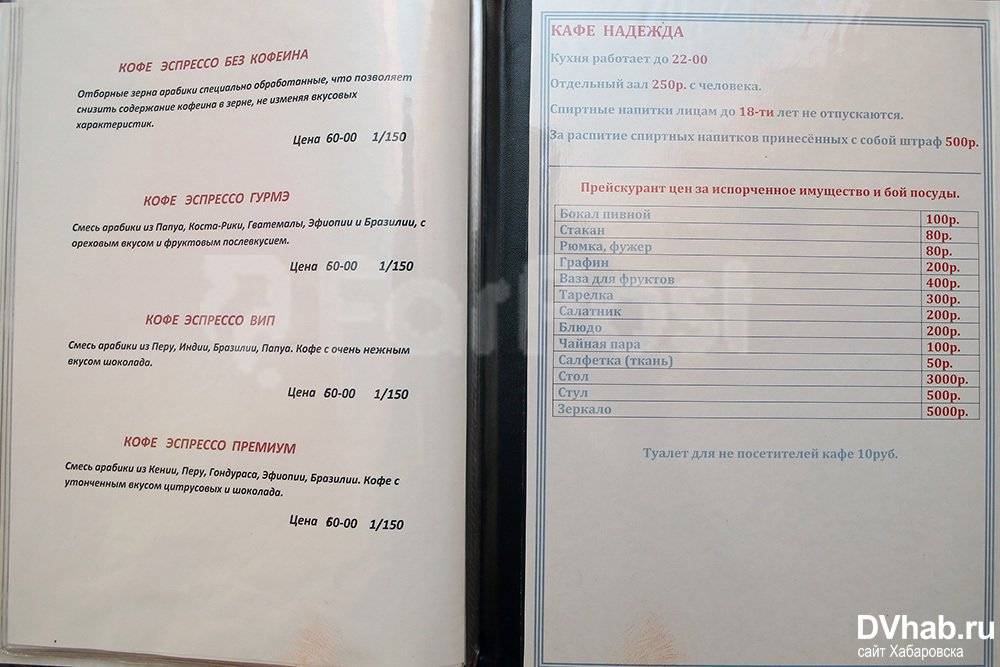 КОФЕ ЭСПРЕССО БЕЗ КОФЕИНА
Отборные зерна арабики специально обработанные, что позволяет
снизить содержание кофеина в зерне, не изменяя вкусовых
характеристик.
Цена 60-00 1/150
КОФЕ ЭСПРЕССО ГУРМЭ
Смесь арабики из Папуа, Коста-Рики, Гватемалы, Эфиопии и Бразилии, с
ореховым вкусом и фруктовым послевкусием.
Цена 60-00 1/150
КОФЕ ЭСПРЕССО ВИП
Смесь арабики из Перу, Индии, Бразилии, Папуа. Кофе с очень нежным
вкусом шоколада.
Цена 60-00 1/150
КОФЕ ЭСПРЕССО ПРЕМИУМ
Смесь арабики из Кении, Перу, Гондураса, Эфиопии, Бразилии. Кофе с
утонченным вкусом цитрусовых и шоколада.
Цена 60-00 1/150
КАФЕ НАДЕЖДА
Кухня работает до 22-00
Отдельный зал 250р. с человека.
Спиртные напитки лицам до 18-ти лет не отпускаются.
За распитие спиртных напитков принесённых с собой штраф 500р.
Прейскурант цен за испорченное имущество и бой посуды.
Бокал пивной 100р.
Стакан 80р.
Рюмка, фужер 80р.
Графин 200р.
Ваза для фруктов 400р.
Тарелка 300р.
Салатник 200р.
Блюдо 200р.
Чайная пара 100р.
Салфетка (ткань) 50р.
Стол 3000р.
Стул 500р.
Зеркало 5000р.
Туалет для не посетителей кафе 10руб.
DVhab.ru
сайт Хабаровска